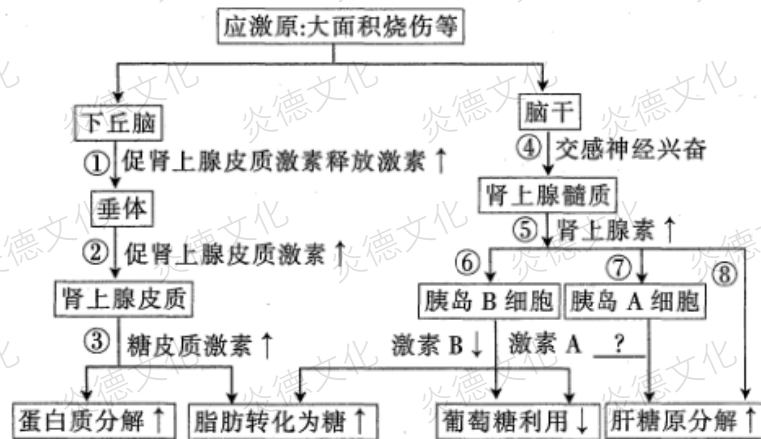 应激原:大面积烧伤等
下丘脑 脑干
① 促肾上腺皮质激素释放激素↑ ④ 交感神经兴奋
垂体 肾上腺髓质
② 促肾上腺皮质激素↑ ⑤ 肾上腺素↑
⑥ ⑦ ⑧
肾上腺皮质 胰岛 B 细胞 胰岛 A 细胞
③ 糖皮质激素↑ 激素 B↓ 激素 A ?
蛋白质分解↑ 脂肪转化为糖↑ 葡萄糖利用↓ 肝糖原分解↑
炎德文化